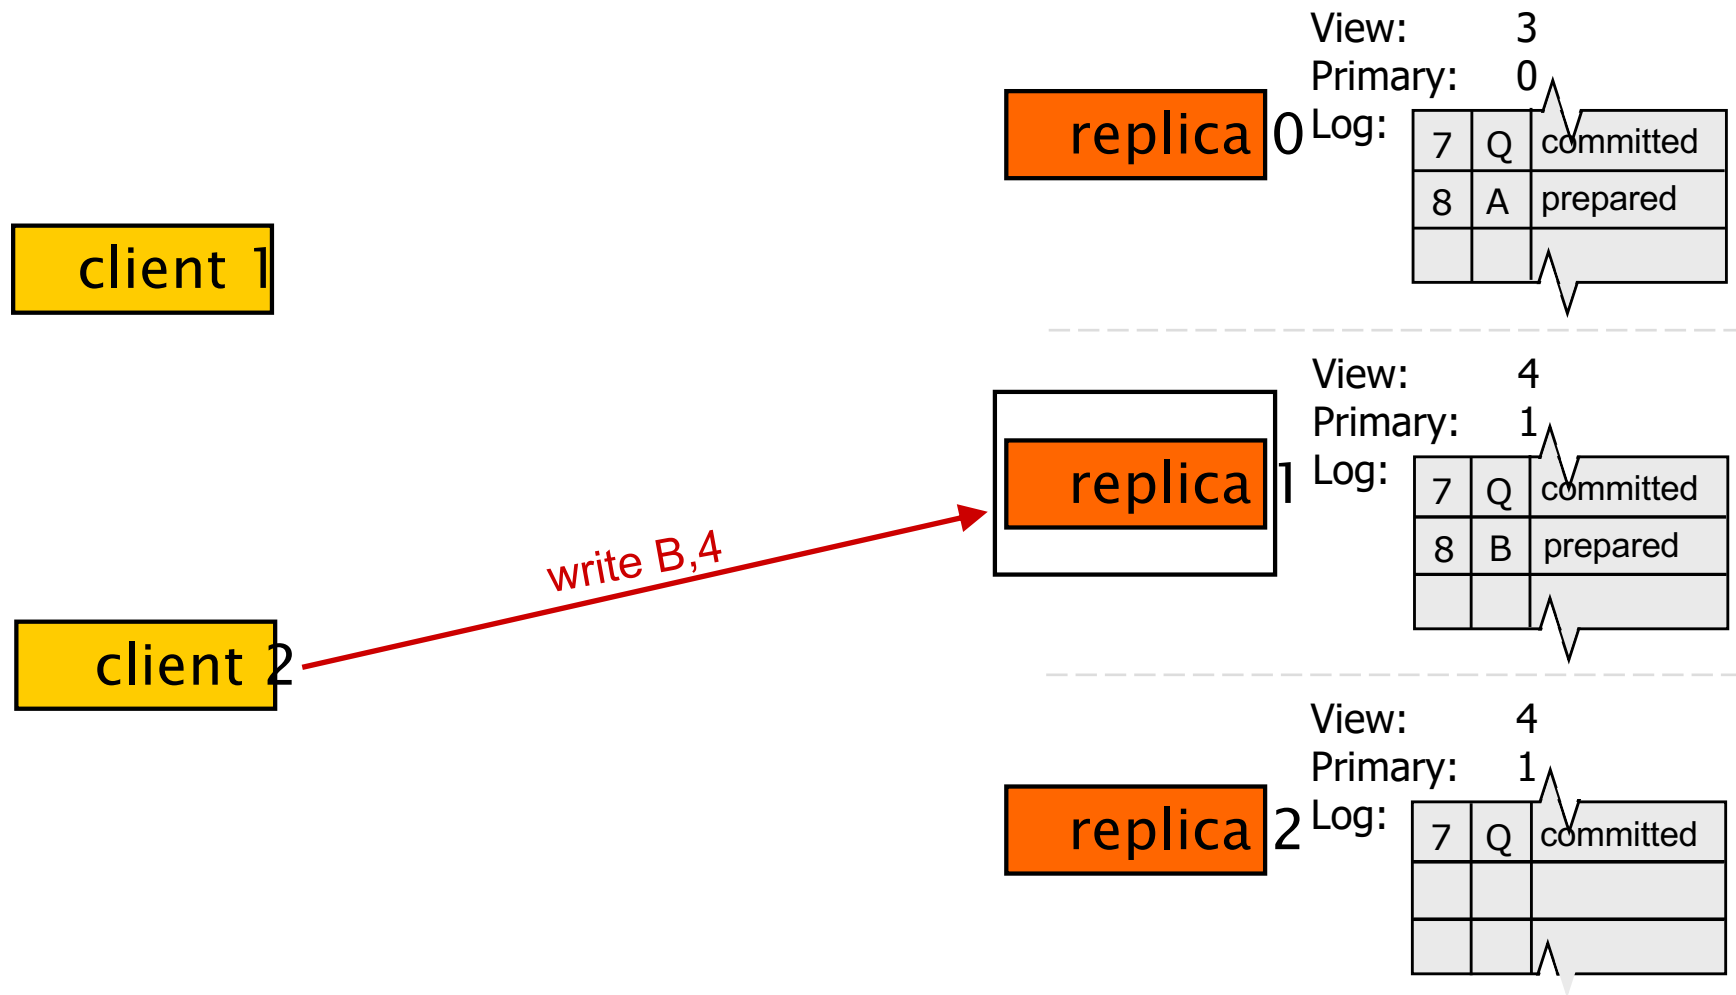 View: 3
Primary: 0
replica 0
Log:
7 Q committed
8 A prepared
client 1
View: 4
Primary: 1
replica 1
Log:
7 Q committed
8 B prepared
write B,4
client 2
View: 4
Primary: 1
replica 2
Log:
7 Q committed